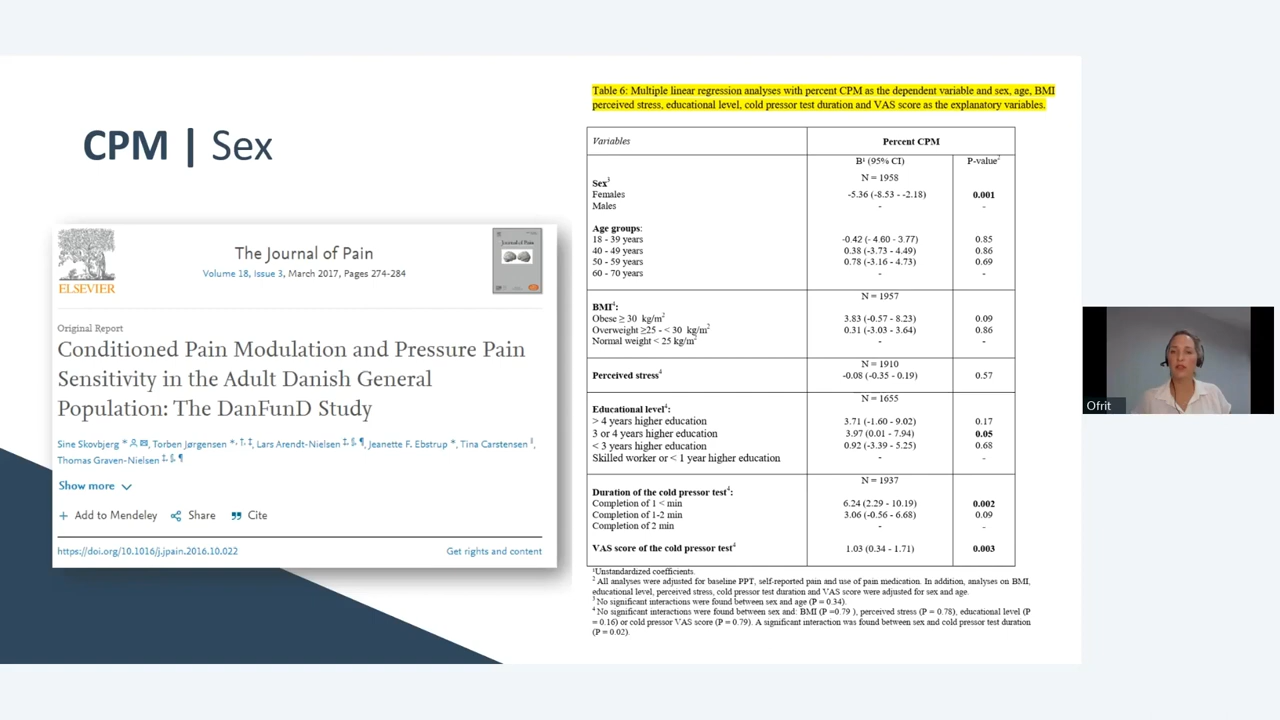 CPM | Sex
ELSEVIER
The Journal of Pain
Volume 18, Issue 3, March 2017, Pages 274-284
Journal of Pain
Original Report
Conditioned Pain Modulation and Pressure Pain
Sensitivity in the Adult Danish General
Population: The DanFunD Study
Sine Skovbjerg *, Torben Jørgensen *, †, ‡, Lars Arendt-Nielsen ‡, §, ¶, Jeanette F. Ebstrup *, Tina Carstensen ‖,
Thomas Graven-Nielsen ‡, §, ¶
Show more
+ Add to Mendeley Share Cite
https://doi.org/10.1016/j.jpain.2016.10.022 Get rights and content
Table 6: Multiple linear regression analyses with percent CPM as the dependent variable and sex, age, BMI
perceived stress, educational level, cold pressor test duration and VAS score as the explanatory variables.
Variables Percent CPM
B¹ (95% CI) P-value²
N = 1958
Sex³
Females -5.36 (-8.53 - -2.18) 0.001
Males - -
Age groups:
18 - 39 years -0.42 (- 4.60 - 3.77) 0.85
40 - 49 years 0.38 (-3.73 - 4.49) 0.86
50 - 59 years 0.78 (-3.16 - 4.73) 0.69
60 - 70 years - -
N = 1957
BMI⁴:
Obese ≥ 30 kg/m² 3.83 (-0.57 - 8.23) 0.09
Overweight ≥25 - < 30 kg/m² 0.31 (-3.03 - 3.64) 0.86
Normal weight < 25 kg/m² - -
N = 1910
Perceived stress⁴ -0.08 (-0.35 - 0.19) 0.57
N = 1655
Educational level⁴:
> 4 years higher education 3.71 (-1.60 - 9.02) 0.17
3 or 4 years higher education 3.97 (0.01 - 7.94) 0.05
< 3 years higher education 0.92 (-3.39 - 5.25) 0.68
Skilled worker or < 1 year higher education - -
N = 1937
Duration of the cold pressor test⁴:
Completion of 1 < min 6.24 (2.29 - 10.19) 0.002
Completion of 1-2 min 3.06 (-0.56 - 6.68) 0.09
Completion of 2 min - -
VAS score of the cold pressor test⁴ 1.03 (0.34 - 1.71) 0.003
¹Unstandardized coefficients.
² All analyses were adjusted for baseline PPT, self-reported pain and use of pain medication. In addition, analyses on BMI,
educational level, perceived stress, cold pressor test duration and VAS score were adjusted for sex and age.
³ No significant interactions were found between sex and age (P = 0.34).
⁴ No significant interactions were found between sex and: BMI (P =0.79 ), perceived stress (P = 0.78), educational level (P
= 0.16) or cold pressor VAS score (P = 0.79). A significant interaction was found between sex and cold pressor test duration
(P = 0.02).
Ofrit